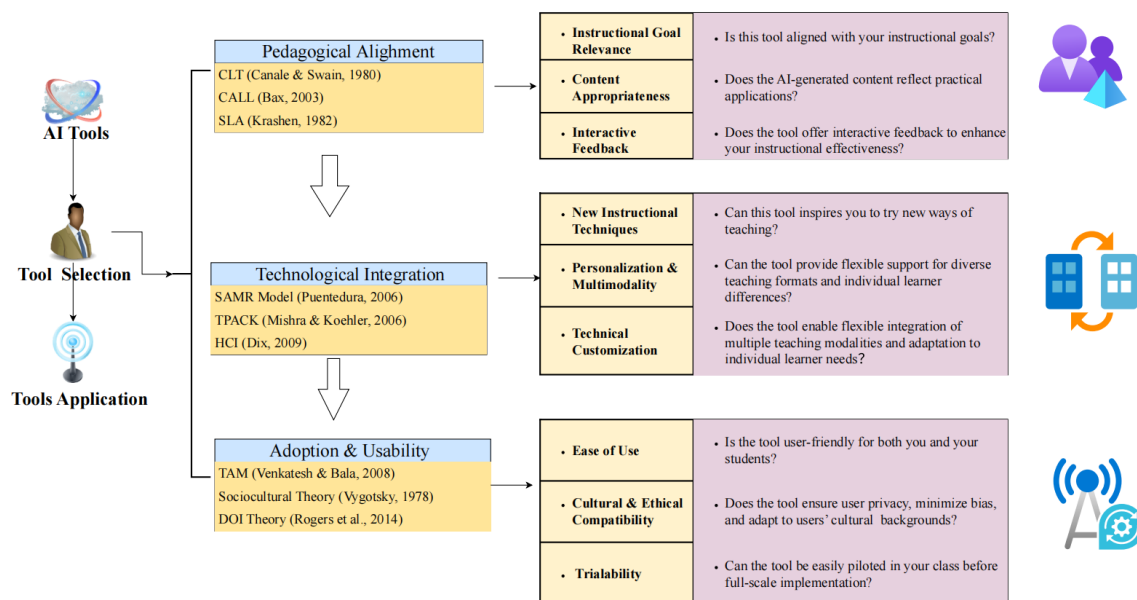 AI Tools
Tool Selection
Tools Application
Pedagogical Alighment
CLT (Canale & Swain, 1980)
CALL (Bax, 2003)
SLA (Krashen, 1982)
Technological Integration
SAMR Model (Puentedura, 2006)
TPACK (Mishra & Koehler, 2006)
HCI (Dix, 2009)
Adoption & Usability
TAM (Venkatesh & Bala, 2008)
Sociocultural Theory (Vygotsky, 1978)
DOI Theory (Rogers et al., 2014)
• Instructional Goal
Relevance
• Is this tool aligned with your instructional goals?
• Content
Appropriateness
• Does the AI-generated content reflect practical
applications?
• Interactive
Feedback
• Does the tool offer interactive feedback to enhance
your instructional effectiveness?
• New Instructional
Techniques
• Can this tool inspires you to try new ways of
teaching?
• Personalization &
Multimodality
• Can the tool provide flexible support for diverse
teaching formats and individual learner
differences?
• Technical
Customization
• Does the tool enable flexible integration of
multiple teaching modalities and adaptation to
individual learner needs?
• Ease of Use
• Is the tool user-friendly for both you and your
students?
• Cultural & Ethical
Compatibility
• Does the tool ensure user privacy, minimize bias,
and adapt to users' cultural backgrounds?
• Trialability
• Can the tool be easily piloted in your class before
full-scale implementation?